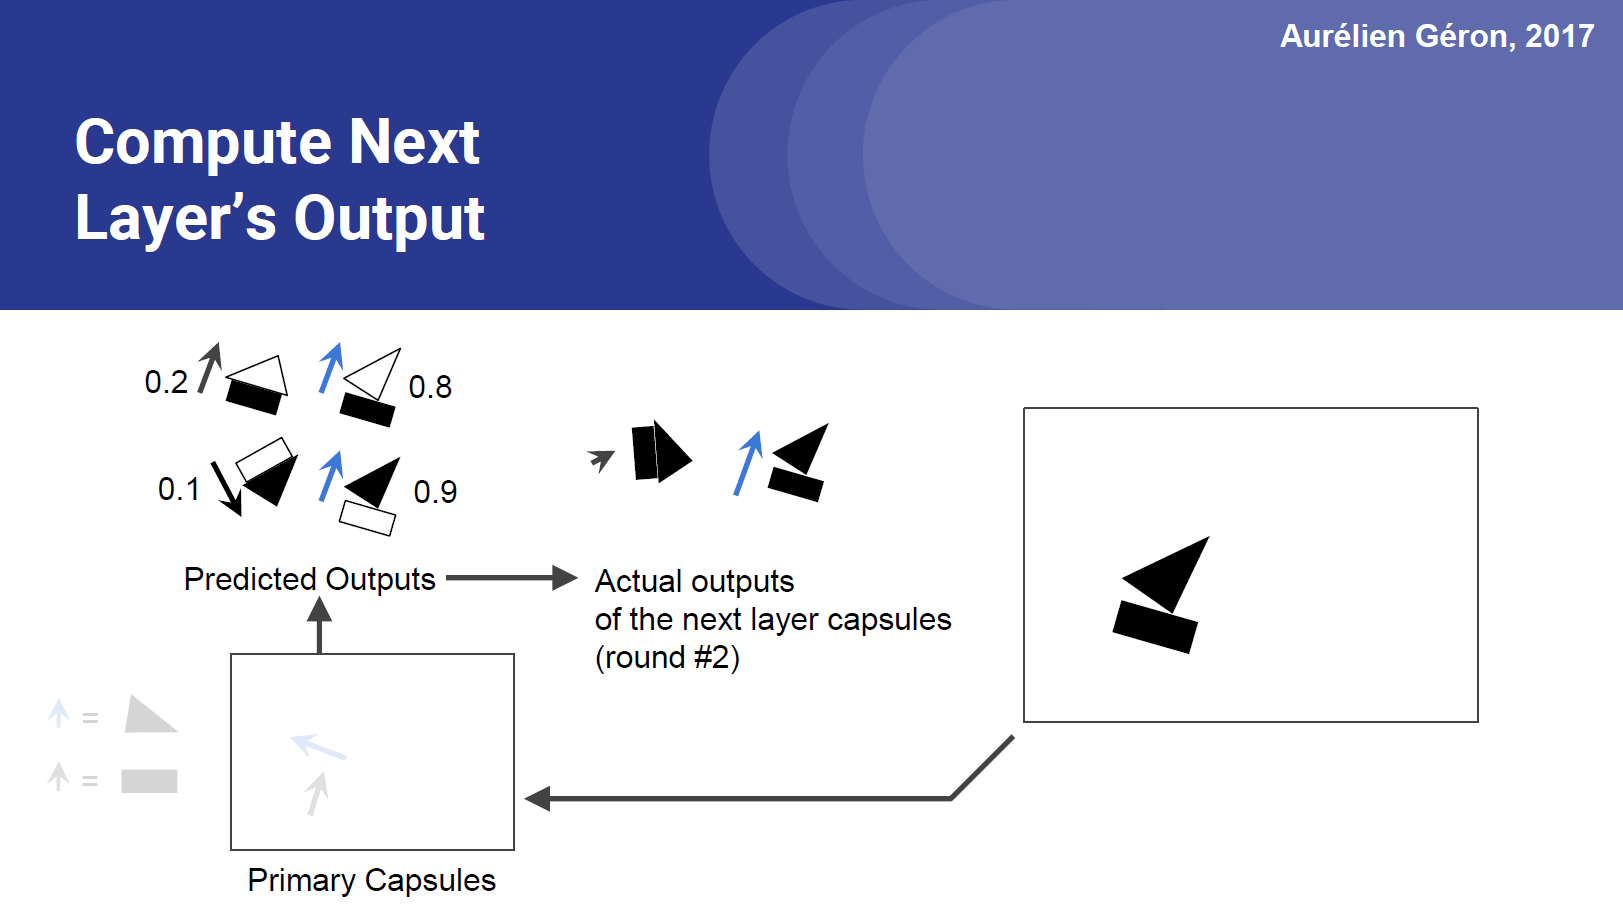 Aurélien Géron, 2017
Compute Next
Layer’s Output
0.2
0.8
0.1
0.9
Predicted Outputs
Actual outputs
of the next layer capsules
(round #2)
=
=
Primary Capsules